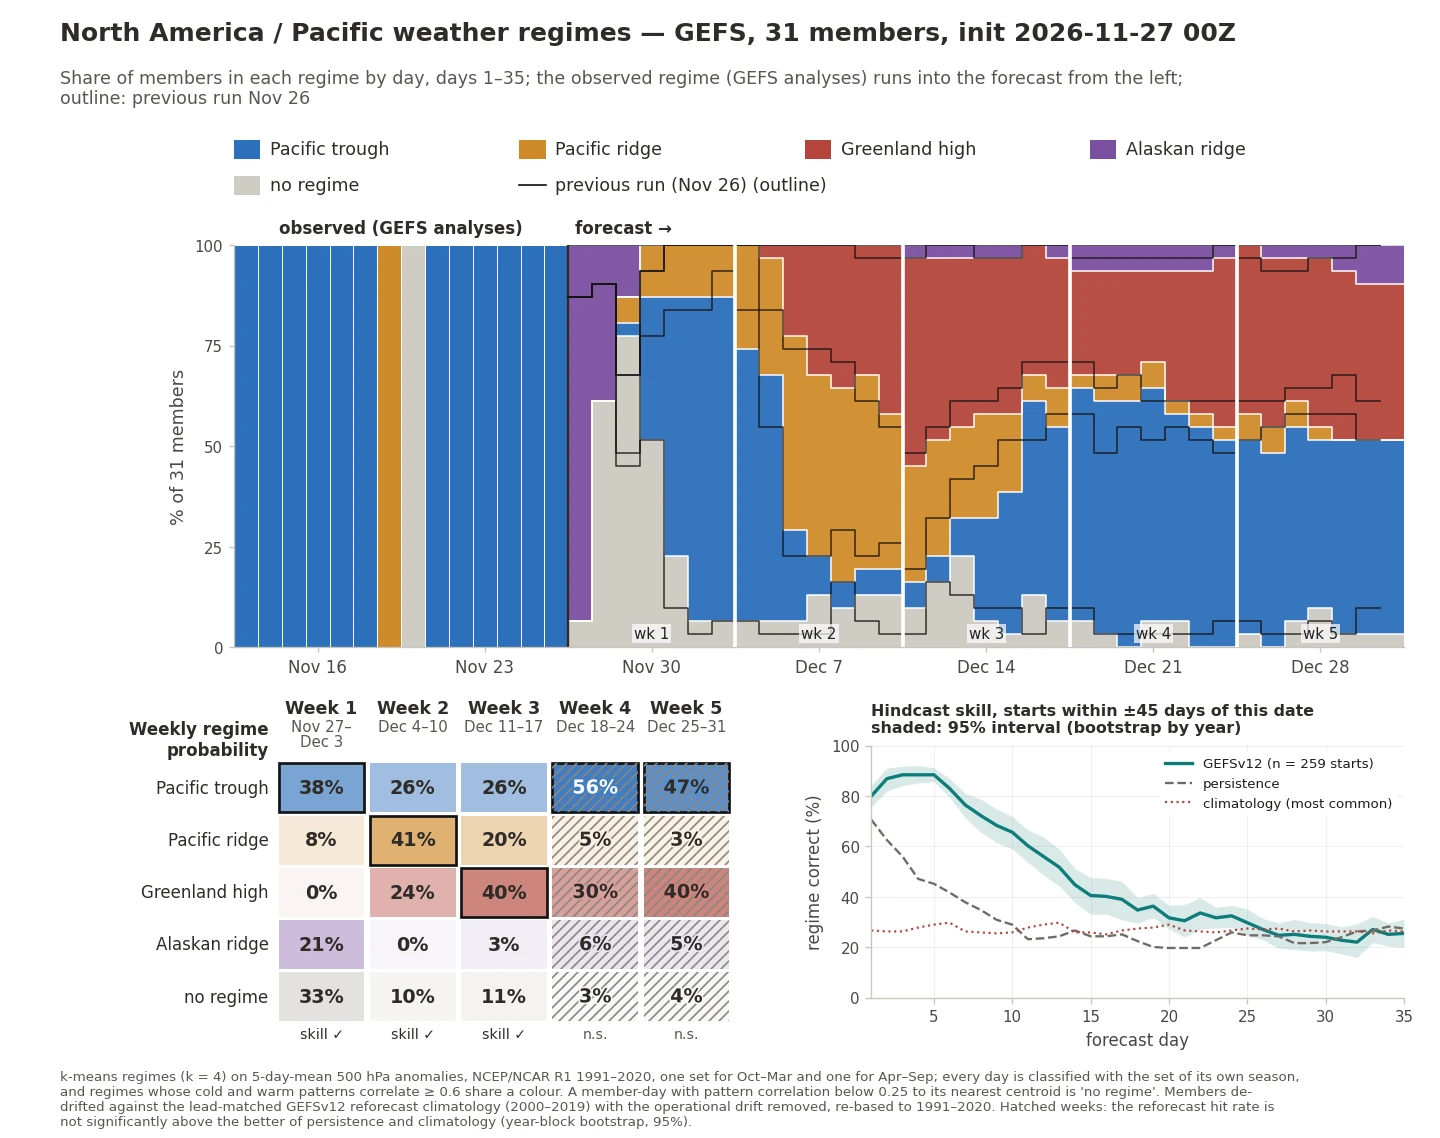 North America / Pacific weather regimes — GEFS, 31 members, init 2026-11-27 00Z
Share of members in each regime by day, days 1–35; the observed regime (GEFS analyses) runs into the forecast from the left;
outline: previous run Nov 26
Pacific trough
Pacific ridge
Greenland high
Alaskan ridge
no regime
previous run (Nov 26) (outline)
observed (GEFS analyses)
forecast →
100
75
50
25
0
% of 31 members
wk 1
wk 2
wk 3
wk 4
wk 5
Nov 16
Nov 23
Nov 30
Dec 7
Dec 14
Dec 21
Dec 28
Weekly regime
probability
Week 1 Week 2 Week 3 Week 4 Week 5
Nov 27– Dec 4–10 Dec 11–17 Dec 18–24 Dec 25–31
Dec 3
Pacific trough 38% 26% 26% 56% 47%
Pacific ridge 8% 41% 20% 5% 3%
Greenland high 0% 24% 40% 30% 40%
Alaskan ridge 21% 0% 3% 6% 5%
no regime 33% 10% 11% 3% 4%
skill ✓ skill ✓ skill ✓ n.s. n.s.
Hindcast skill, starts within ±45 days of this date
shaded: 95% interval (bootstrap by year)
GEFSv12 (n = 259 starts)
persistence
climatology (most common)
100
80
60
40
20
0
regime correct (%)
5 10 15 20 25 30 35
forecast day
k-means regimes (k = 4) on 5-day-mean 500 hPa anomalies, NCEP/NCAR R1 1991–2020, one set for Oct–Mar and one for Apr–Sep; every day is classified with the set of its own season,
and regimes whose cold and warm patterns correlate ≥ 0.6 share a colour. A member-day with pattern correlation below 0.25 to its nearest centroid is 'no regime'. Members de-
drifted against the lead-matched GEFSv12 reforecast climatology (2000–2019) with the operational drift removed, re-based to 1991–2020. Hatched weeks: the reforecast hit rate is
not significantly above the better of persistence and climatology (year-block bootstrap, 95%).